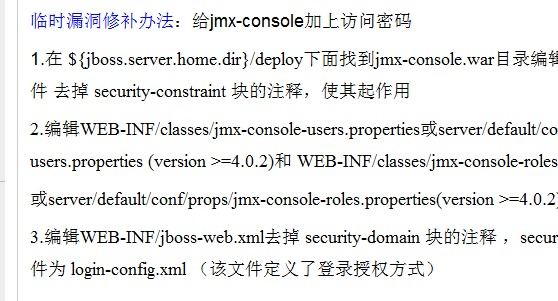 临时漏洞修补办法：给jmx-console加上访问密码
1.在 ${jboss.server.home.dir}/deploy下面找到jmx-console.war目录编辑
件 去掉 security-constraint 块的注释，使其起作用
2.编辑WEB-INF/classes/jmx-console-users.properties或server/default/co
users.properties (version >=4.0.2)和 WEB-INF/classes/jmx-console-roles
或server/default/conf/props/jmx-console-roles.properties(version >=4.0.2)
3.编辑WEB-INF/jboss-web.xml去掉 security-domain 块的注释 ，secur
件为 login-config.xml （该文件定义了登录授权方式）